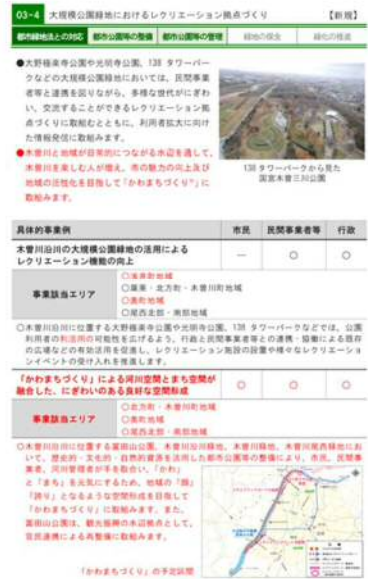 03-4 大規模公園緑地におけるレクリエーション拠点づくり 【新規】
都市緑地法との対応 都市公園等の整備 都市公園等の管理 緑地の保全 緑化の推進
●大野極楽寺公園や光明寺公園、138 タワーパー
クなどの大規模公園緑地においては、民間事業
者等と連携を図りながら、多様な世代がにぎわ
い、交流することができるレクリエーション拠
点づくりに取組むとともに、利用者拡大に向け
た情報発信に取組みます。
●木曽川と地域が日常的につながる水辺を通して、
木曽川を楽しむ人が増え、市の魅力の向上及び
地域の活性化を目指して「かわまちづくり」に
取組みます。
138 タワーパークから見た
国営木曽三川公園
具体的事業例 市民 民間事業者等 行政
木曽川沿川の大規模公園緑地の活用による
レクリエーション機能の向上
― ○ ○
事業該当エリア
○浅井町地域
○葉栗・北方町・木曽川町地域
○奥町地域
○尾西北部・南部地域
○木曽川沿川に位置する大野極楽寺公園や光明寺公園、138 タワーパークなどでは、公園
利用者の利活用の可能性を広げるよう、行政と民間事業者等との連携・協働による既存
の広場などの有効活用を促進し、レクリエーション施設の設置や様々なレクリエーショ
ンイベントの受け入れを推進します。
「かわまちづくり」による河川空間とまち空間が
融合した、にぎわいのある良好な空間形成
○ ○ ○
事業該当エリア
○北方町・木曽川町地域
○奥町地域
○尾西北部・南部地域
○木曽川沿川に位置する冨田山公園、木曽川沿川緑地、木曽川緑地、木曽川尾西緑地にお
いて、歴史的・文化的・自然的資源を活用した都市公園等の整備により、市民、民間事
業者、河川管理者が手を取合い、「かわ」
と「まち」を元気にするため、地域の「顔」
「誇り」となるような空間形成を目指して
「かわまちづくり」に取組みます。また、
冨田山公園は、観光振興の水辺拠点として、
官民連携による再整備に取組みます。
「かわまちづくり」の予定区間